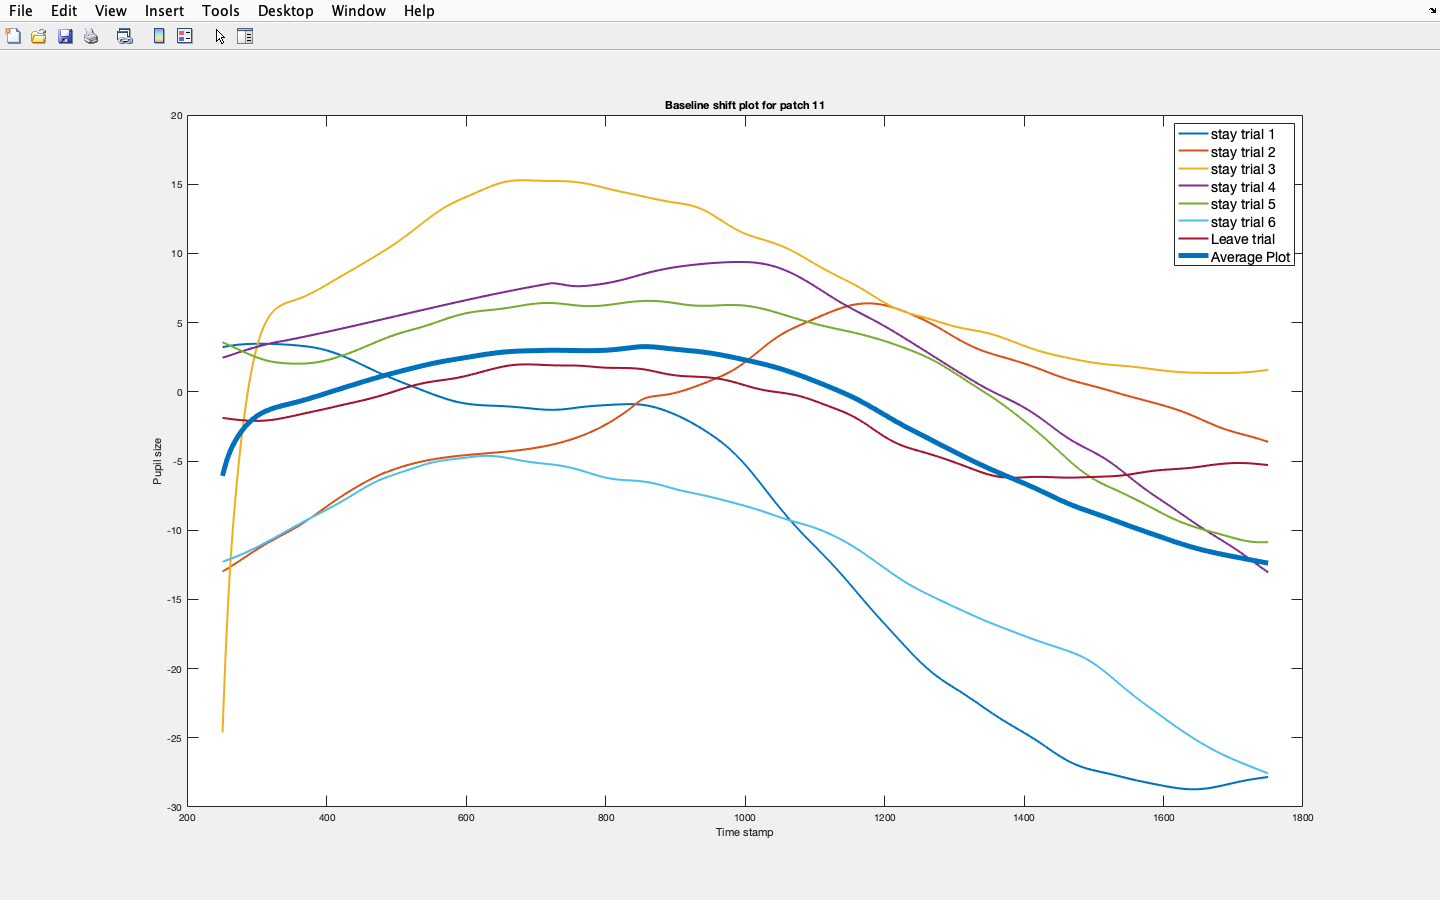 File Edit View Insert Tools Desktop Window Help
Baseline shift plot for patch 11
20
15
10
5
0
-5
-10
-15
-20
-25
-30
Pupil size
stay trial 1
stay trial 2
stay trial 3
stay trial 4
stay trial 5
stay trial 6
Leave trial
Average Plot
200 400 600 800 1000 1200 1400 1600 1800
Time stamp